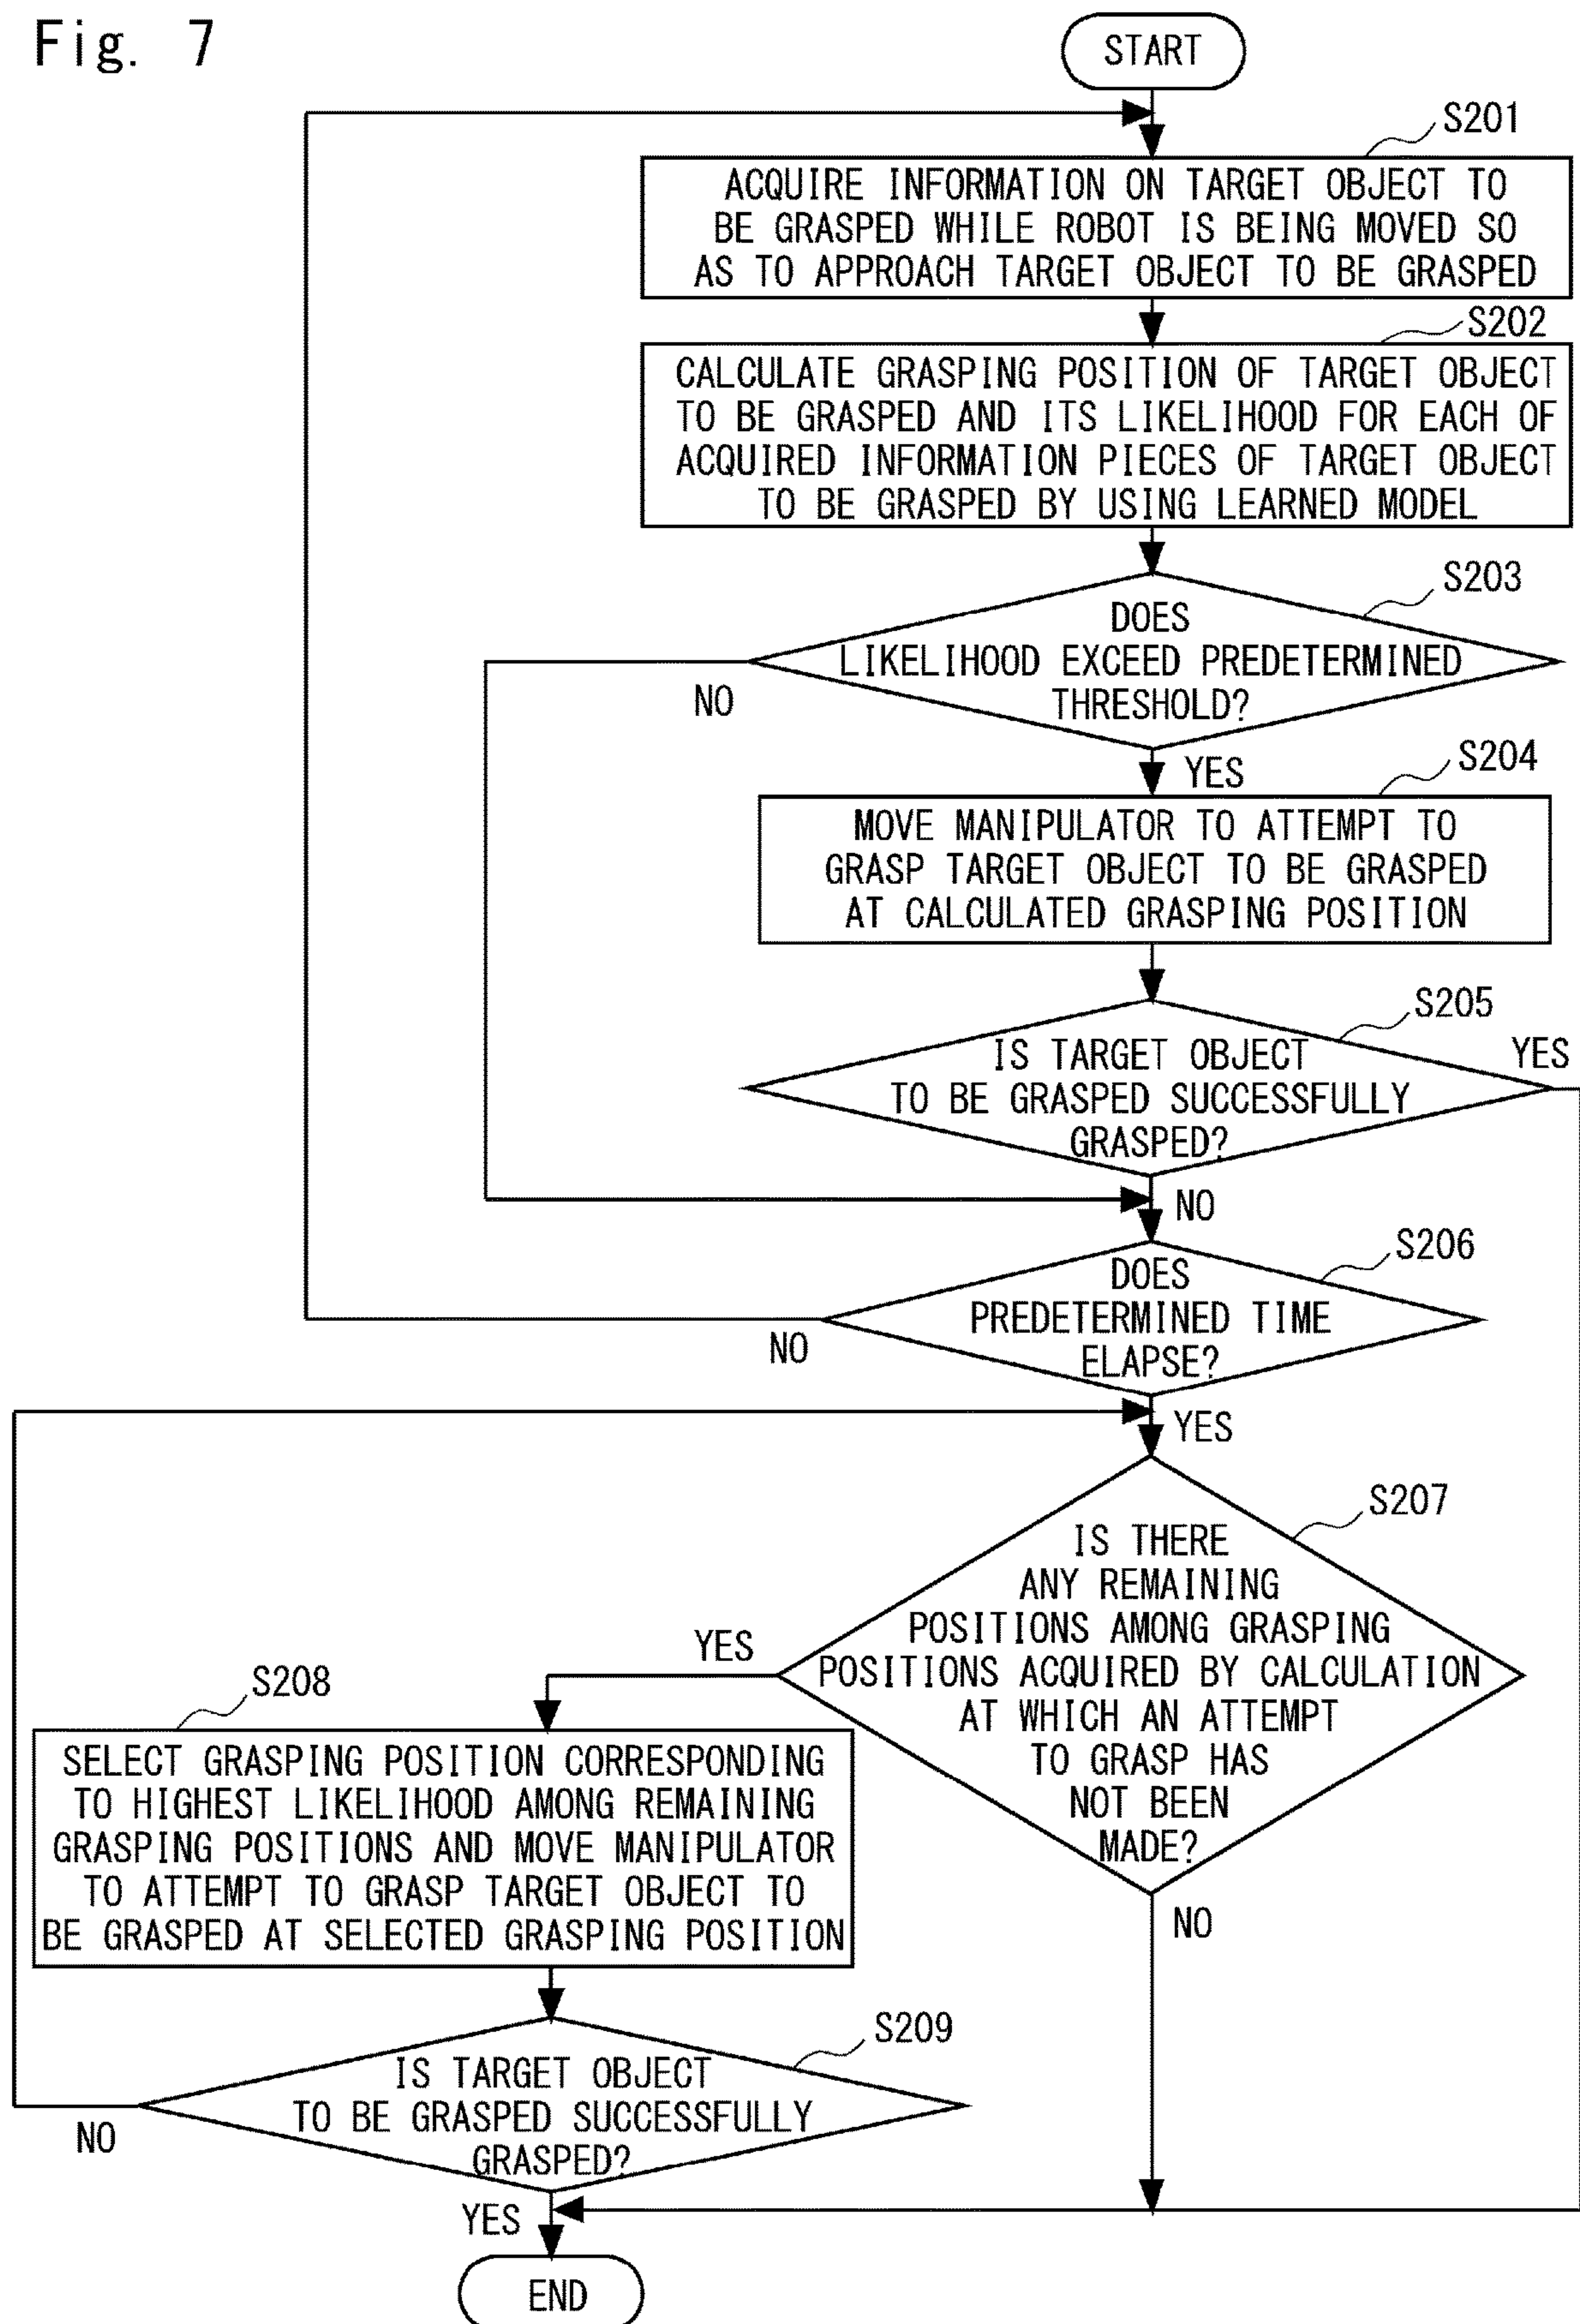 Fig. 7
START
S201
ACQUIRE INFORMATION ON TARGET OBJECT TO
BE GRASPED WHILE ROBOT IS BEING MOVED SO
AS TO APPROACH TARGET OBJECT TO BE GRASPED
S202
CALCULATE GRASPING POSITION OF TARGET OBJECT
TO BE GRASPED AND ITS LIKELIHOOD FOR EACH OF
ACQUIRED INFORMATION PIECES OF TARGET OBJECT
TO BE GRASPED BY USING LEARNED MODEL
S203
DOES
LIKELIHOOD EXCEED PREDETERMINED
THRESHOLD?
NO
YES
S204
MOVE MANIPULATOR TO ATTEMPT TO
GRASP TARGET OBJECT TO BE GRASPED
AT CALCULATED GRASPING POSITION
S205
IS TARGET OBJECT
TO BE GRASPED SUCCESSFULLY
GRASPED?
YES
NO
S206
DOES
PREDETERMINED TIME
ELAPSE?
NO
YES
S207
IS THERE
ANY REMAINING
POSITIONS AMONG GRASPING
POSITIONS ACQUIRED BY CALCULATION
AT WHICH AN ATTEMPT
TO GRASP HAS
NOT BEEN
MADE?
YES
NO
S208
SELECT GRASPING POSITION CORRESPONDING
TO HIGHEST LIKELIHOOD AMONG REMAINING
GRASPING POSITIONS AND MOVE MANIPULATOR
TO ATTEMPT TO GRASP TARGET OBJECT TO
BE GRASPED AT SELECTED GRASPING POSITION
S209
IS TARGET OBJECT
TO BE GRASPED SUCCESSFULLY
GRASPED?
NO
YES
END